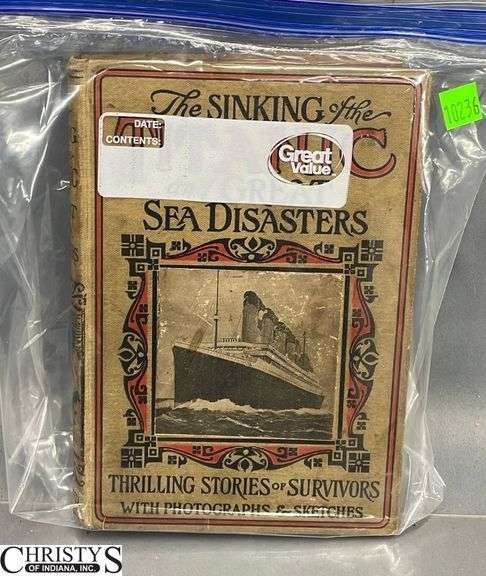 The SINKING of the
DATE:
CONTENTS:
Great
Value
10236
SEA DISASTERS
THRILLING STORIES OF SURVIVORS
WITH PHOTOGRAPHS & SKETCHES
CHRISTYS
OF INDIANA, INC.